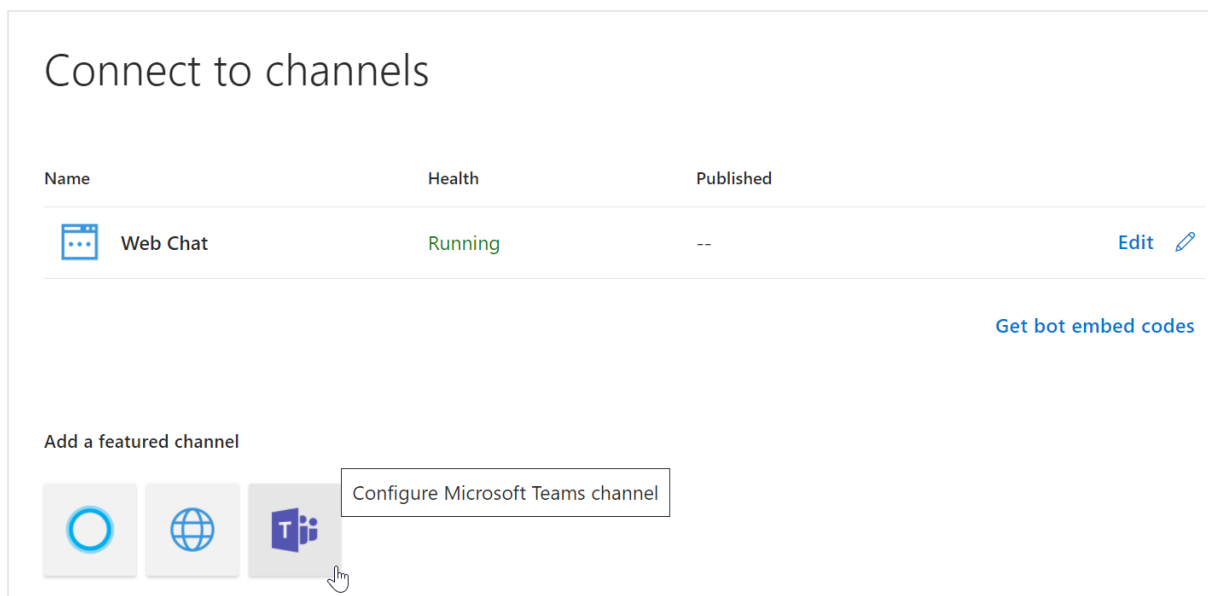 Connect to channels
Name Health Published
Web Chat Running -- Edit
Get bot embed codes
Add a featured channel
Configure Microsoft Teams channel
T